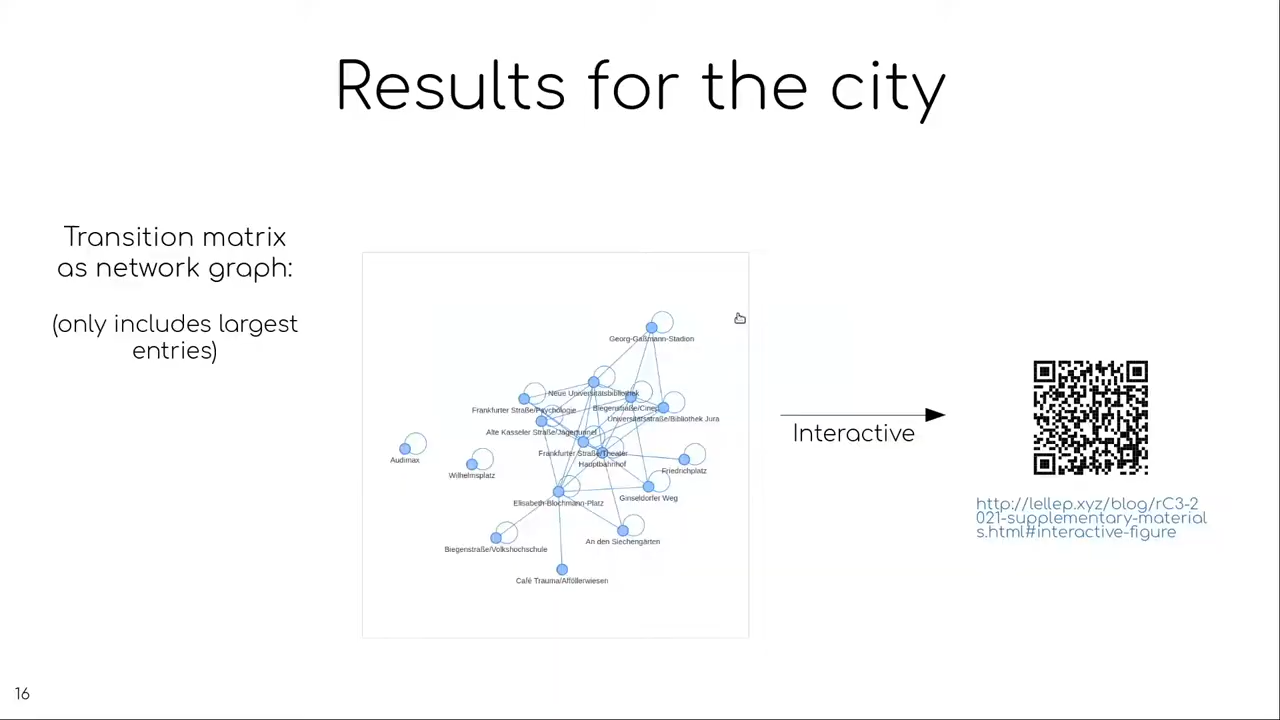 Results for the city
Transition matrix
as network graph:
(only includes largest
entries)
Georg-Gaßmann-Stadion
Neue Universitätsbibliothek
Frankfurter Straße/Psychologie
Biegenstraße/Cinep
Universitätsstraße/Bibliothek Jura
Alte Kasseler Straße/Jägertunnel
Frankfurter Straße/Theater
Audimax
Hauptbahnhof
Wilhelmsplatz
Friedrichplatz
Elisabeth-Blochmann-Platz
Ginseldorfer Weg
An den Siechengärten
Biegenstraße/Volkshochschule
Café Trauma/Afföllerwiesen
Interactive
http://lellep.xyz/blog/rC3-2
021-supplementary-material
s.html#interactive-figure
16